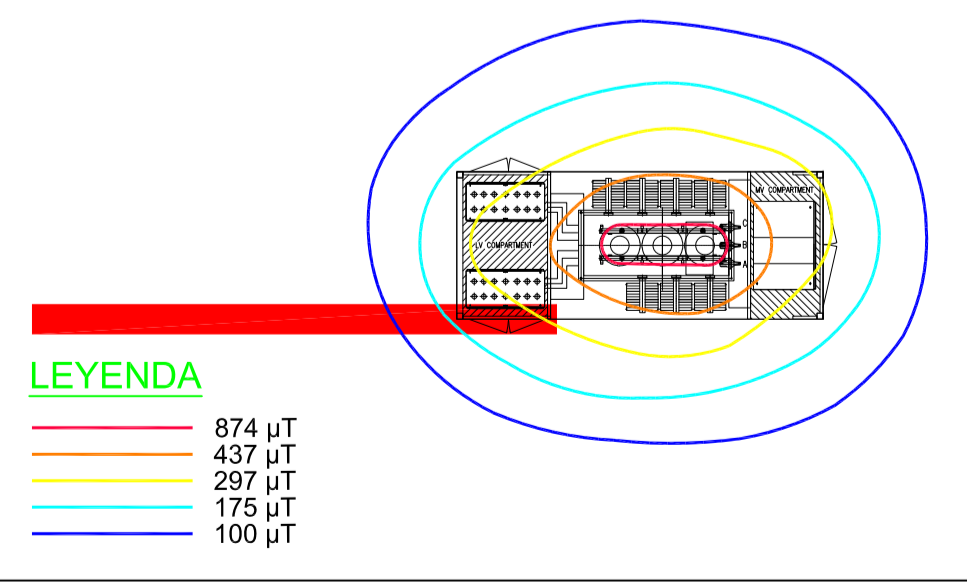 MV COMPARTMENT
C
LV COMPARTMENT
B
A
LEYENDA
874 µT
437 µT
297 µT
175 µT
100 µT